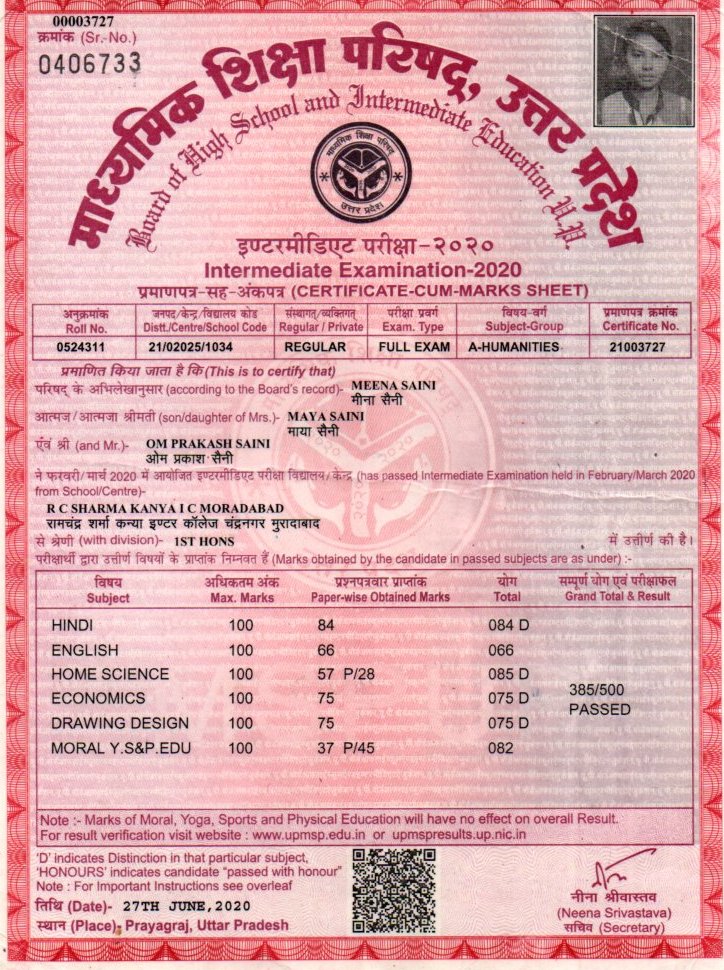 00003727
क्रमांक (Sr. No.)
0406733
माध्यमिक शिक्षा परिषद्, उत्तर प्रदेश
Board of High School and Intermediate Education U.P.
माध्यमिक शिक्षा परिषद
उत्तर प्रदेश
इण्टरमीडिएट परीक्षा-२०२०
Intermediate Examination-2020
प्रमाणपत्र-सह-अंकपत्र (CERTIFICATE-CUM-MARKS SHEET)
अनुक्रमांक जनपद/केन्द्र/विद्यालय कोड संस्थागत/व्यक्तिगत परीक्षा प्रवर्ग विषय-वर्ग प्रमाणपत्र क्रमांक
Roll No. Distt./Centre/School Code Regular / Private Exam. Type Subject-Group Certificate No.
0524311 21/02025/1034 REGULAR FULL EXAM A-HUMANITIES 21003727
प्रमाणित किया जाता है कि (This is to certify that)
परिषद् के अभिलेखानुसार (according to the Board's record)- MEENA SAINI
मीना सैनी
आत्मज/आत्मजा श्रीमती (son/daughter of Mrs.)- MAYA SAINI
माया सैनी
एवं श्री (and Mr.)- OM PRAKASH SAINI
ओम प्रकाश सैनी
ने फरवरी/मार्च 2020 में आयोजित इण्टरमीडिएट परीक्षा विद्यालय/केन्द्र (has passed Intermediate Examination held in February/March 2020
from School/Centre)-
R C SHARMA KANYA I C MORADABAD
रामचंद्र शर्मा कन्या इण्टर कॉलेज चंद्रनगर मुरादाबाद
से श्रेणी (with division)- 1ST HONS में उत्तीर्ण की है।
परीक्षार्थी द्वारा उत्तीर्ण विषयों के प्राप्तांक निम्नवत हैं (Marks obtained by the candidate in passed subjects are as under) :-
विषय अधिकतम अंक प्रश्नपत्रवार प्राप्तांक योग सम्पूर्ण योग एवं परीक्षाफल
Subject Max. Marks Paper-wise Obtained Marks Total Grand Total & Result
HINDI 100 84 084 D
ENGLISH 100 66 066
HOME SCIENCE 100 57 P/28 085 D
ECONOMICS 100 75 075 D
385/500
DRAWING DESIGN 100 75 075 D
PASSED
MORAL Y.S&P.EDU 100 37 P/45 082
Note :- Marks of Moral, Yoga, Sports and Physical Education will have no effect on overall Result.
For result verification visit website : www.upmsp.edu.in or upmspresults.up.nic.in
'D' indicates Distinction in that particular subject,
'HONOURS' indicates candidate "passed with honour"
Note : For Important Instructions see overleaf
तिथि (Date)- 27TH JUNE,2020
स्थान (Place), Prayagraj, Uttar Pradesh
नीना श्रीवास्तव
(Neena Srivastava)
सचिव (Secretary)